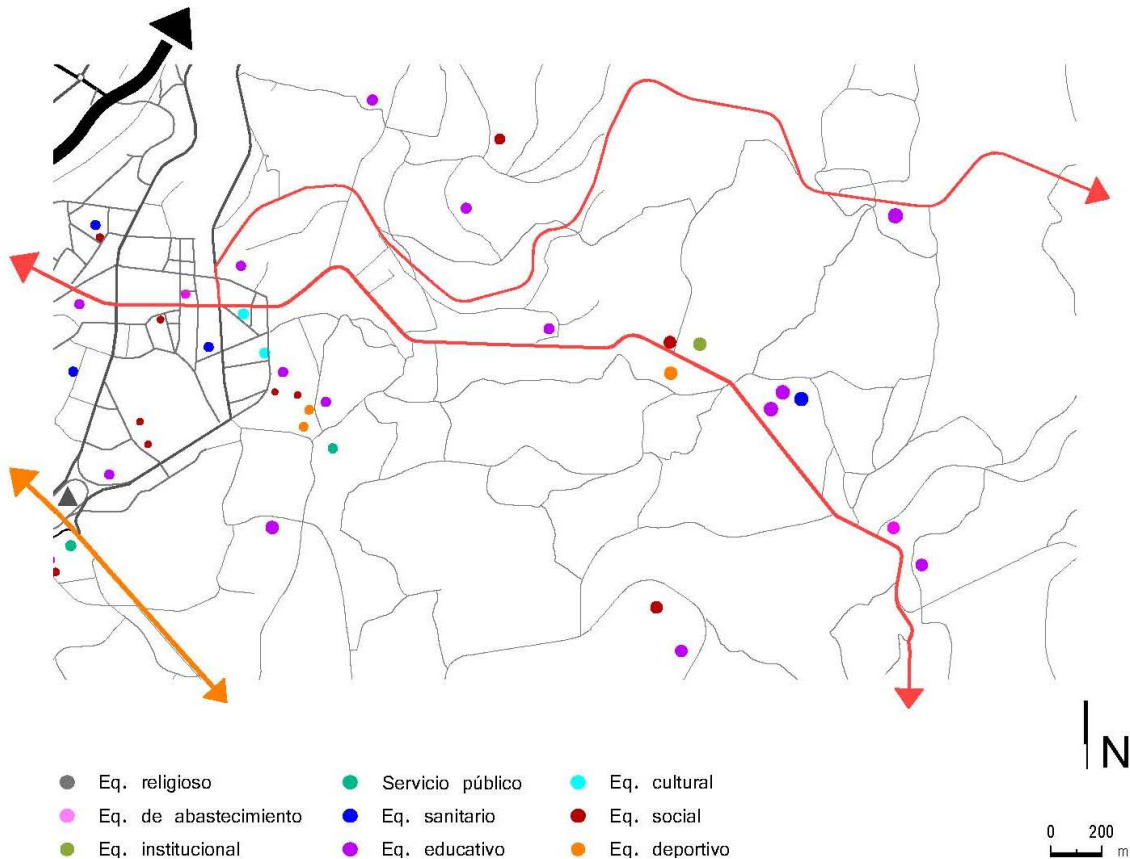 N
Eq. religioso
Servicio público
Eq. cultural
Eq. de abastecimiento
Eq. sanitario
Eq. social
Eq. institucional
Eq. educativo
Eq. deportivo
0 200
m